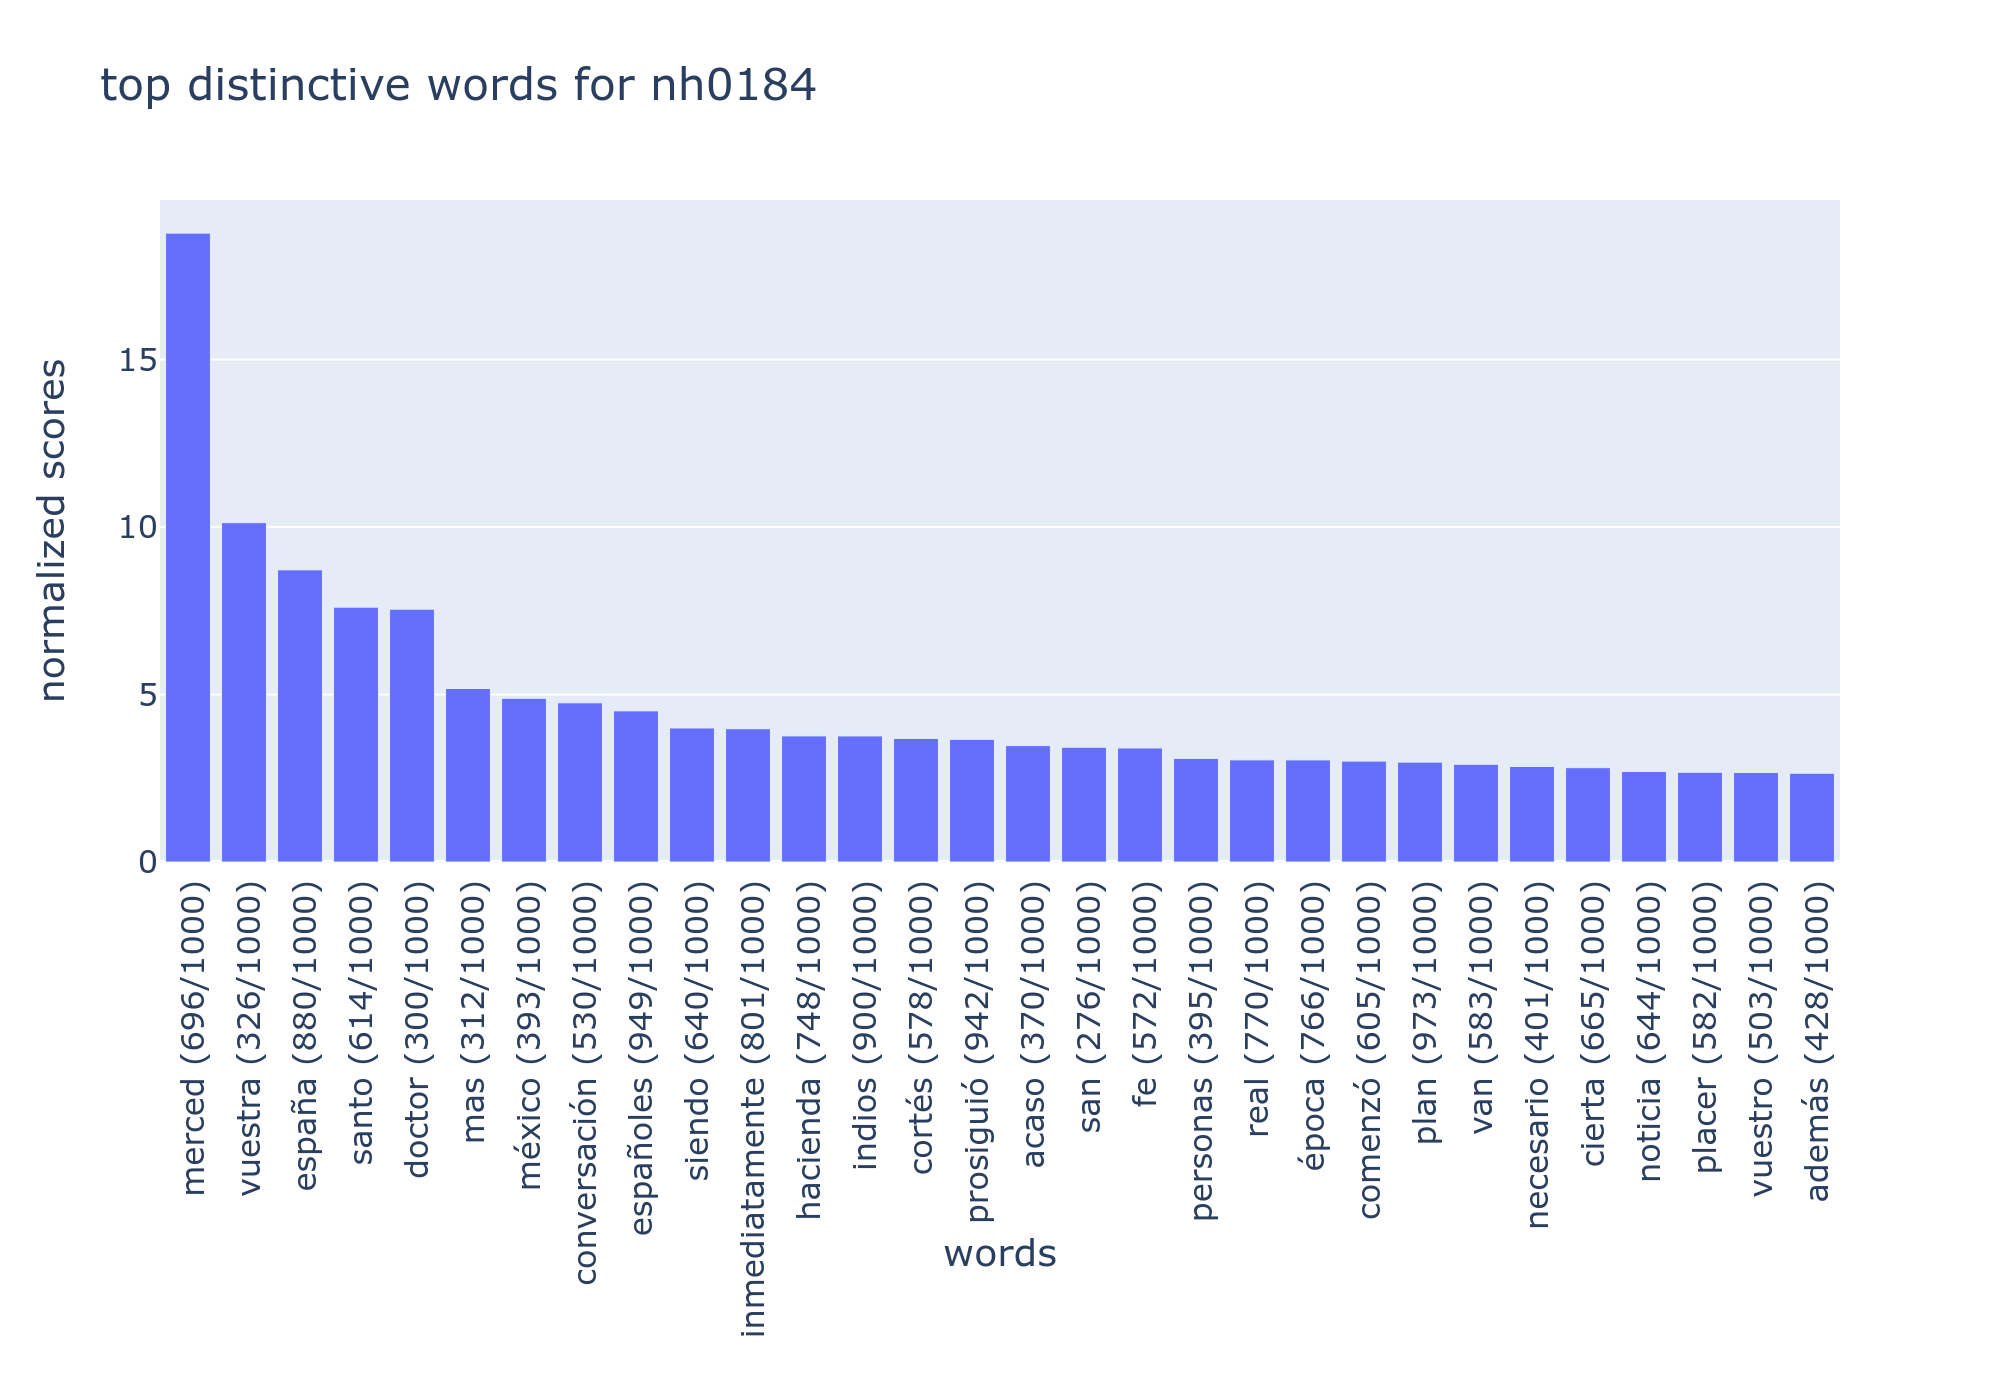 top distinctive words for nh0184
normalized scores
15
10
5
0
merced (696/1000)
vuestra (326/1000)
españa (880/1000)
santo (614/1000)
doctor (300/1000)
mas (312/1000)
méxico (393/1000)
conversación (530/1000)
españoles (949/1000)
siendo (640/1000)
inmediatamente (801/1000)
hacienda (748/1000)
indios (900/1000)
cortés (578/1000)
prosiguió (942/1000)
acaso (370/1000)
san (276/1000)
fe (572/1000)
personas (395/1000)
real (770/1000)
época (766/1000)
comenzó (605/1000)
plan (973/1000)
van (583/1000)
necesario (401/1000)
cierta (665/1000)
noticia (644/1000)
placer (582/1000)
vuestro (503/1000)
además (428/1000)
words